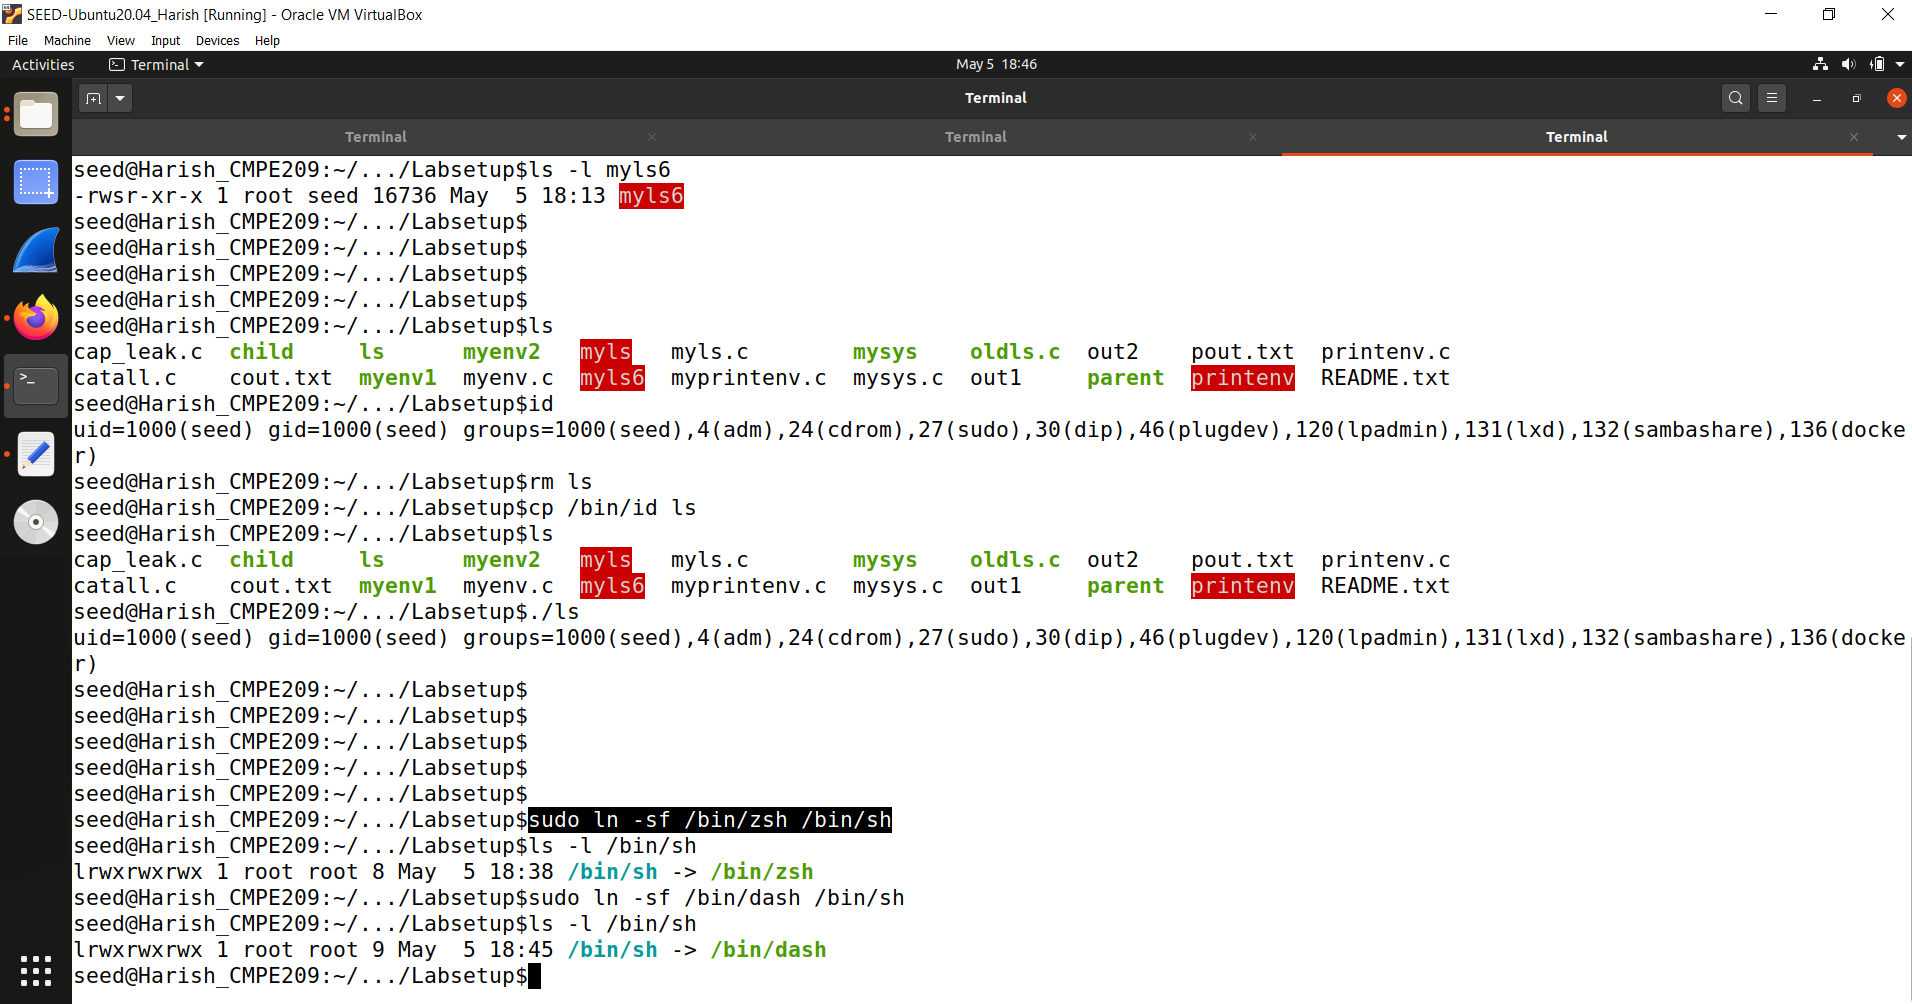 SEED-Ubuntu20.04_Harish [Running] - Oracle VM VirtualBox
File Machine View Input Devices Help
Activities Terminal May 5 18:46
Terminal
Terminal Terminal Terminal
seed@Harish_CMPE209:~/.../Labsetup$ls -l myls6
-rwsr-xr-x 1 root seed 16736 May  5 18:13 myls6
seed@Harish_CMPE209:~/.../Labsetup$
seed@Harish_CMPE209:~/.../Labsetup$
seed@Harish_CMPE209:~/.../Labsetup$
seed@Harish_CMPE209:~/.../Labsetup$
seed@Harish_CMPE209:~/.../Labsetup$ls
cap_leak.c  child     ls      myenv2   myls   myls.c        mysys    oldls.c  out2    pout.txt  printenv.c
catall.c    cout.txt  myenv1  myenv.c  myls6  myprintenv.c  mysys.c  out1     parent  printenv  README.txt
seed@Harish_CMPE209:~/.../Labsetup$id
uid=1000(seed) gid=1000(seed) groups=1000(seed),4(adm),24(cdrom),27(sudo),30(dip),46(plugdev),120(lpadmin),131(lxd),132(sambashare),136(docke
r)
seed@Harish_CMPE209:~/.../Labsetup$rm ls
seed@Harish_CMPE209:~/.../Labsetup$cp /bin/id ls
seed@Harish_CMPE209:~/.../Labsetup$ls
cap_leak.c  child     ls      myenv2   myls   myls.c        mysys    oldls.c  out2    pout.txt  printenv.c
catall.c    cout.txt  myenv1  myenv.c  myls6  myprintenv.c  mysys.c  out1     parent  printenv  README.txt
seed@Harish_CMPE209:~/.../Labsetup$./ls
uid=1000(seed) gid=1000(seed) groups=1000(seed),4(adm),24(cdrom),27(sudo),30(dip),46(plugdev),120(lpadmin),131(lxd),132(sambashare),136(docke
r)
seed@Harish_CMPE209:~/.../Labsetup$
seed@Harish_CMPE209:~/.../Labsetup$
seed@Harish_CMPE209:~/.../Labsetup$
seed@Harish_CMPE209:~/.../Labsetup$
seed@Harish_CMPE209:~/.../Labsetup$
seed@Harish_CMPE209:~/.../Labsetup$sudo ln -sf /bin/zsh /bin/sh
seed@Harish_CMPE209:~/.../Labsetup$ls -l /bin/sh
lrwxrwxrwx 1 root root 8 May  5 18:38 /bin/sh -> /bin/zsh
seed@Harish_CMPE209:~/.../Labsetup$sudo ln -sf /bin/dash /bin/sh
seed@Harish_CMPE209:~/.../Labsetup$ls -l /bin/sh
lrwxrwxrwx 1 root root 9 May  5 18:45 /bin/sh -> /bin/dash
seed@Harish_CMPE209:~/.../Labsetup$